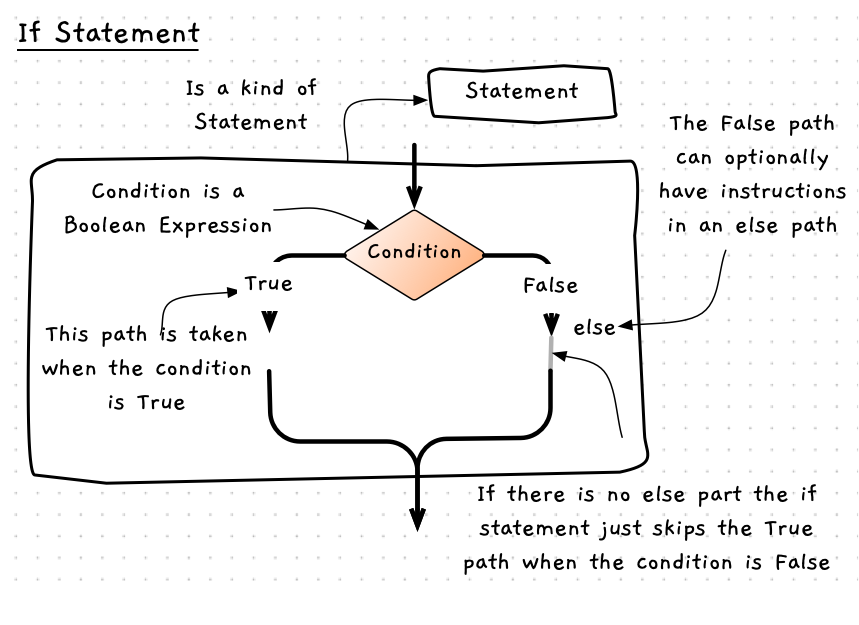 If Statement
Is a kind of
Statement
Statement
The False path
can optionally
have instructions
in an else path
Condition is a
Boolean Expression
Condition
True
False
else
This path is taken
when the condition
is True
If there is no else part the if
statement just skips the True
path when the condition is False